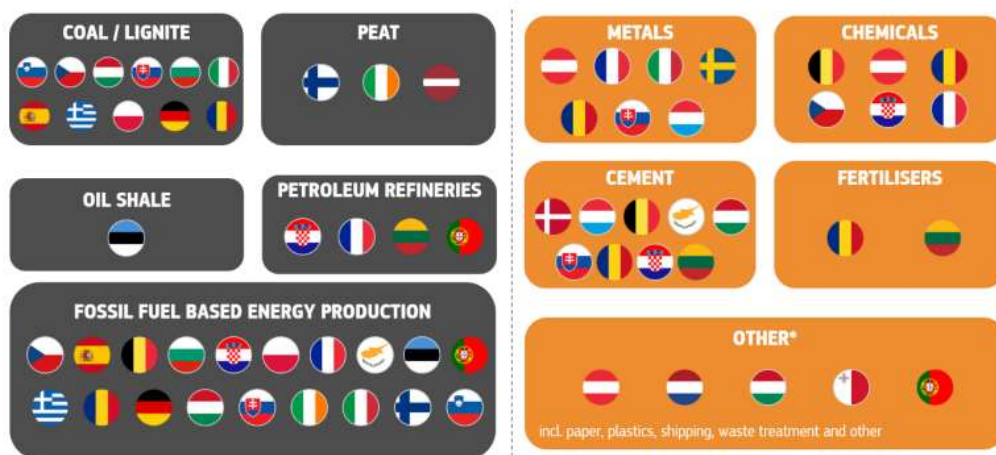 COAL / LIGNITE
PEAT
OIL SHALE
PETROLEUM REFINERIES
FOSSIL FUEL BASED ENERGY PRODUCTION
METALS
CHEMICALS
CEMENT
FERTILISERS
OTHER*
incl. paper, plastics, shipping, waste treatment and other